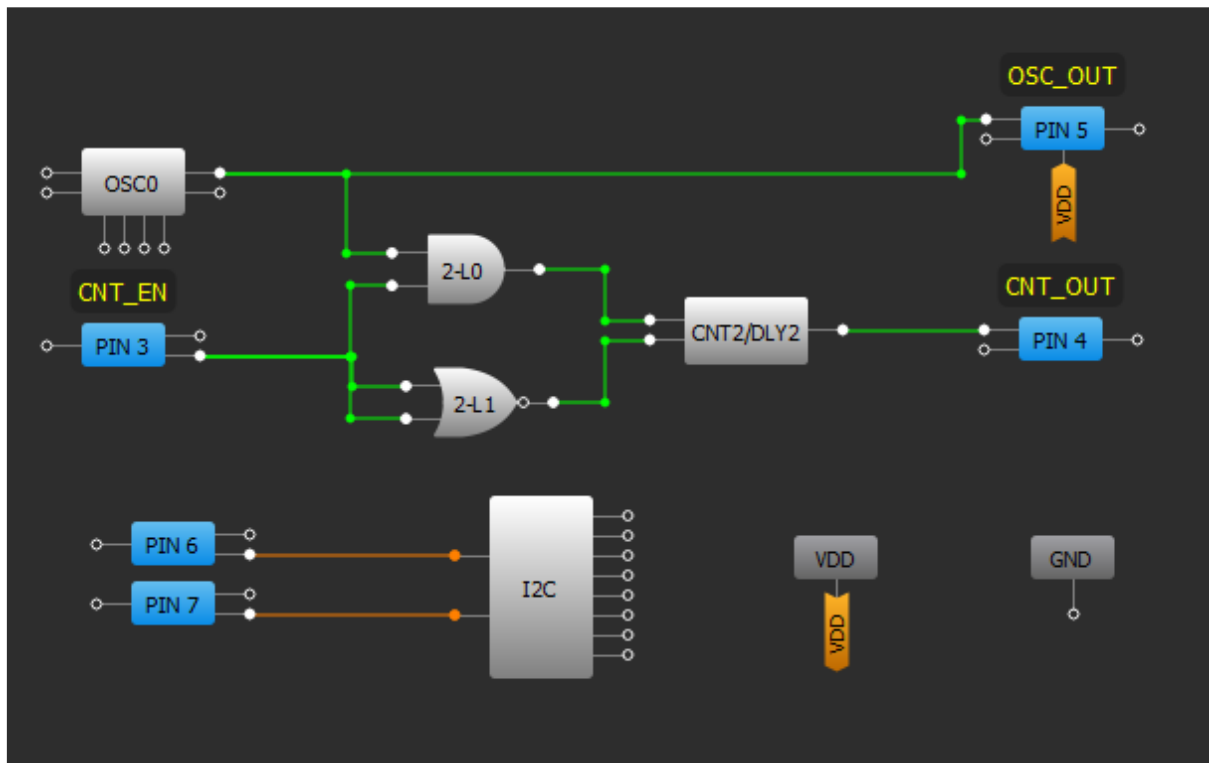 OSC_OUT
PIN 5
VDD
OSC0
2-L0
CNT_EN
PIN 3
CNT2/DLY2
CNT_OUT
PIN 4
2-L1
PIN 6
PIN 7
I2C
VDD
VDD
GND